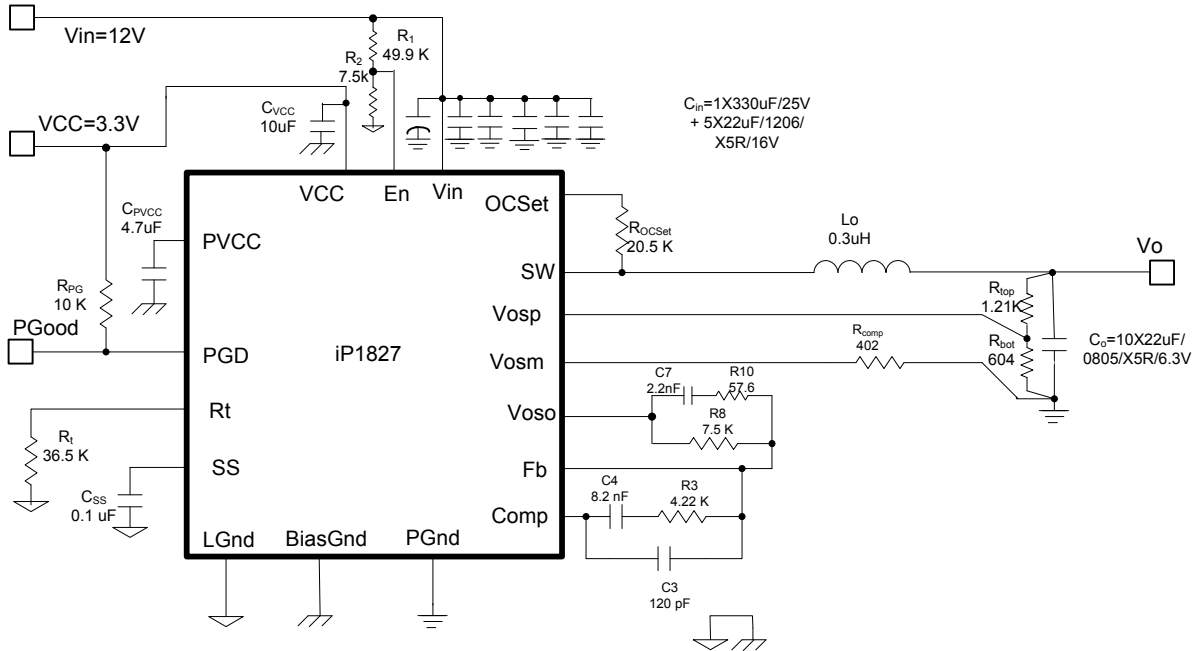 Vin=12V
R1
49.9 K
R2
7.5k
CVCC
10uF
Cin=1X330uF/25V
+ 5X22uF/1206/
X5R/16V
VCC=3.3V
VCC
En
Vin
OCSet
CPVCC
4.7uF
PVCC
ROCSet
20.5 K
Lo
0.3uH
Vo
SW
RPG
10 K
Rtop
1.21K
Vosp
PGood
PGD
iP1827
Rcomp
402
Rbot
604
Co=10X22uF/
0805/X5R/6.3V
Vosm
C7
2.2nF
R10
57.6
Rt
Voso
R8
7.5 K
Rt
36.5 K
SS
Fb
CSS
0.1 uF
C4
8.2 nF
R3
4.22 K
Comp
LGnd
BiasGnd
PGnd
C3
120 pF